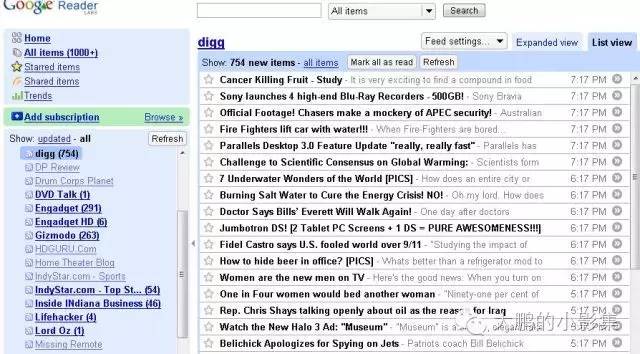 Google Reader
LABS
All items
Search
Home
All items (1000+)
Starred items
Shared items
Trends
Add subscription
Browse »
Show: updated - all
Refresh
digg (754)
DP Review
Drum Corps Planet
DVD Talk (1)
Engadget (291)
Engadget HD (6)
Gizmodo (263)
HDGURU.Com
Home Theater Blog
IndyStar.com - Sports
IndyStar.com - Top St... (54)
Inside INdiana Business (46)
Lifehacker (4)
Lord Oz (1)
Missing Remote
digg
Feed settings...
Expanded view
List view
Show: 754 new items - all items
Mark all as read
Refresh
Cancer Killing Fruit - Study - It is very exciting to find a compound in food 7:17 PM
Sony launches 4 high-end Blu-Ray Recorders - 500GB! - Sony Bravia 7:17 PM
Official Footage! Chasers make a mockery of APEC security! - Australian 7:17 PM
Fire Fighters lift car with water!!! - When Fire-Fighters are bored... 7:17 PM
Parallels Desktop 3.0 Feature Update "really, really fast" - Parallels has 7:17 PM
Challenge to Scientific Consensus on Global Warming: - Scientists form 7:17 PM
7 Underwater Wonders of the World [PICS] - How does an entire city or 6:17 PM
Burning Salt Water to Cure the Energy Crisis! NO! - Oh my lord. How does 6:17 PM
Doctor Says Bills' Everett Will Walk Again! - One day after doctors 6:17 PM
Jumbotron DS! [2 Tablet PC Screens + 1 DS = PURE AWESOMENESS!!!] 6:17 PM
Fidel Castro says U.S. fooled world over 9/11 - "Studying the impact of 6:17 PM
How to hide beer in office? [PICS] - Whats better than a refrigerator mod to 6:17 PM
Women are the new men on TV - Here's the good news: When you turn on 6:17 PM
One in Four women would bed another woman - Ninety-one per cent of 6:17 PM
Rep. Chris Shays talking openly about oil as the reason for Iraq 5:17 PM
Watch the New Halo 3 Ad: "Museum" - "Museum" is a 5:17 PM
Belichick Apologizes for Spying on Jets - Patriots coach Bill Belichick 5:17 PM
大鹏的小影集